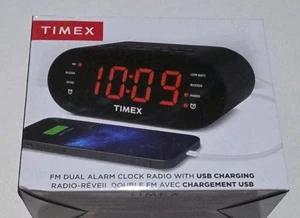 TIMEX
10:09
TIMEX
FM DUAL ALARM CLOCK RADIO WITH USB CHARGING
RADIO-RÉVEIL DOUBLE FM AVEC CHARGEMENT USB
TIMEX